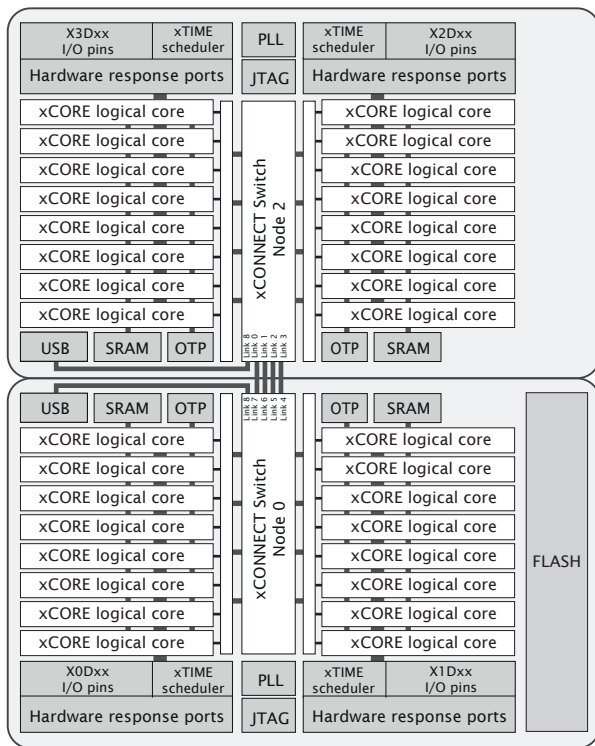 X3Dxx
I/O pins
xTIME
scheduler
PLL
xTIME
scheduler
X2Dxx
I/O pins
Hardware response ports
JTAG
Hardware response ports
xCORE logical core
xCORE logical core
xCORE logical core
xCORE logical core
xCORE logical core
xCORE logical core
xCORE logical core
xCORE logical core
xCONNECT Switch
Node 2
xCORE logical core
xCORE logical core
xCORE logical core
xCORE logical core
xCORE logical core
xCORE logical core
xCORE logical core
xCORE logical core
Link 8
Link 0
Link 1
Link 2
Link 3
USB
SRAM
OTP
OTP
SRAM
USB
SRAM
OTP
Link 8
Link 7
Link 6
Link 5
Link 4
OTP
SRAM
xCORE logical core
xCORE logical core
xCORE logical core
xCORE logical core
xCORE logical core
xCORE logical core
xCORE logical core
xCORE logical core
xCONNECT Switch
Node 0
xCORE logical core
xCORE logical core
xCORE logical core
xCORE logical core
xCORE logical core
xCORE logical core
xCORE logical core
xCORE logical core
FLASH
X0Dxx
I/O pins
xTIME
scheduler
PLL
xTIME
scheduler
X1Dxx
I/O pins
Hardware response ports
JTAG
Hardware response ports